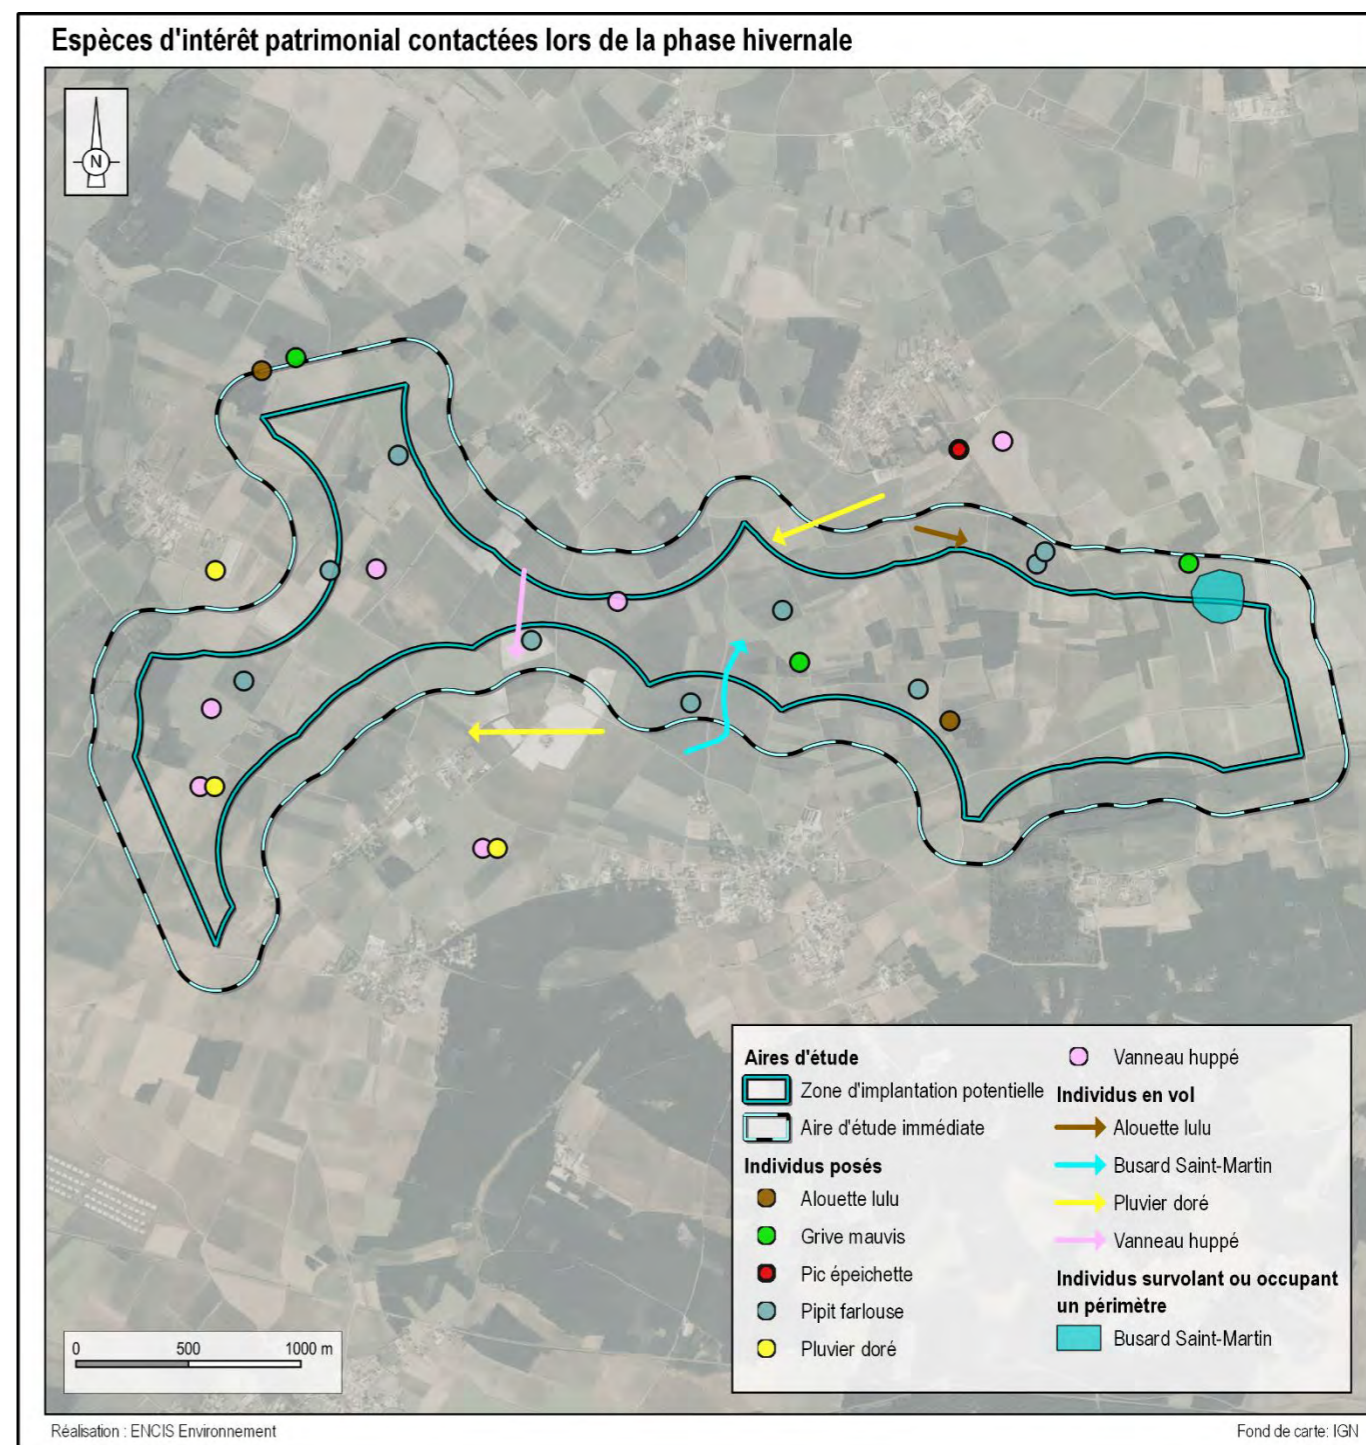 Espèces d'intérêt patrimonial contactées lors de la phase hivernale
N
Aires d'étude
Zone d'implantation potentielle
Aire d'étude immédiate
Individus posés
Alouette lulu
Grive mauvis
Pic épeichette
Pipit farlouse
Pluvier doré
Vanneau huppé
Individus en vol
Alouette lulu
Busard Saint-Martin
Pluvier doré
Vanneau huppé
Individus survolant ou occupant
un périmètre
Busard Saint-Martin
0 500 1000 m
Réalisation : ENCIS Environnement
Fond de carte: IGN